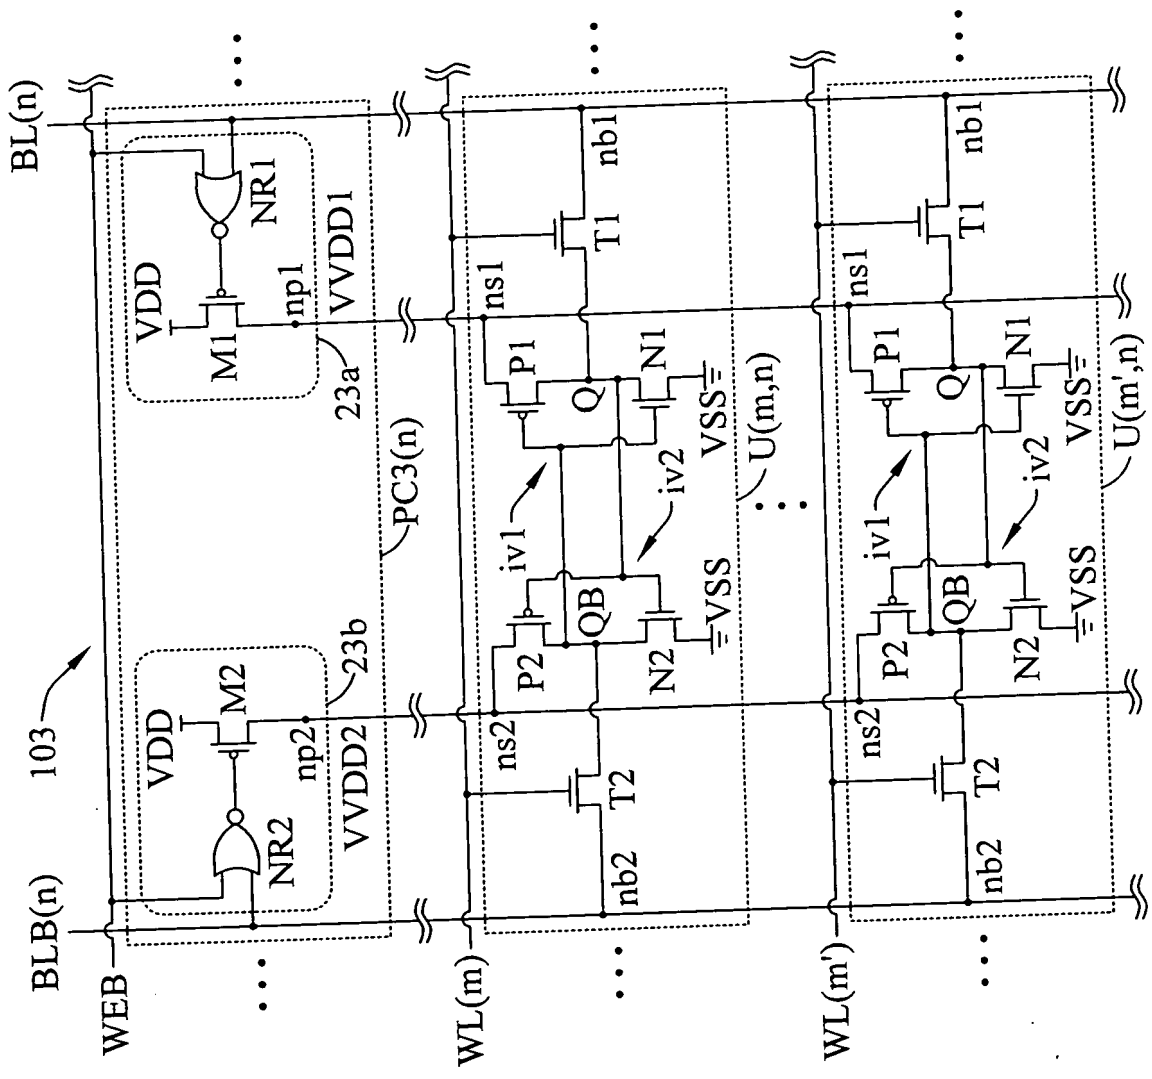 103
BLB(n)
BL(n)
WEB
VDD
M2
NR2
np2
VVDD2
23b
VDD
M1
NR1
np1
VVDD1
23a
PC3(n)
WL(m)
ns2
P2
QB
N2
VSS
T2
nb2
iv1
iv2
ns1
P1
Q
N1
VSS
T1
nb1
U(m,n)
WL(m')
ns2
P2
QB
N2
VSS
T2
nb2
iv1
iv2
ns1
P1
Q
N1
VSS
T1
nb1
U(m',n)